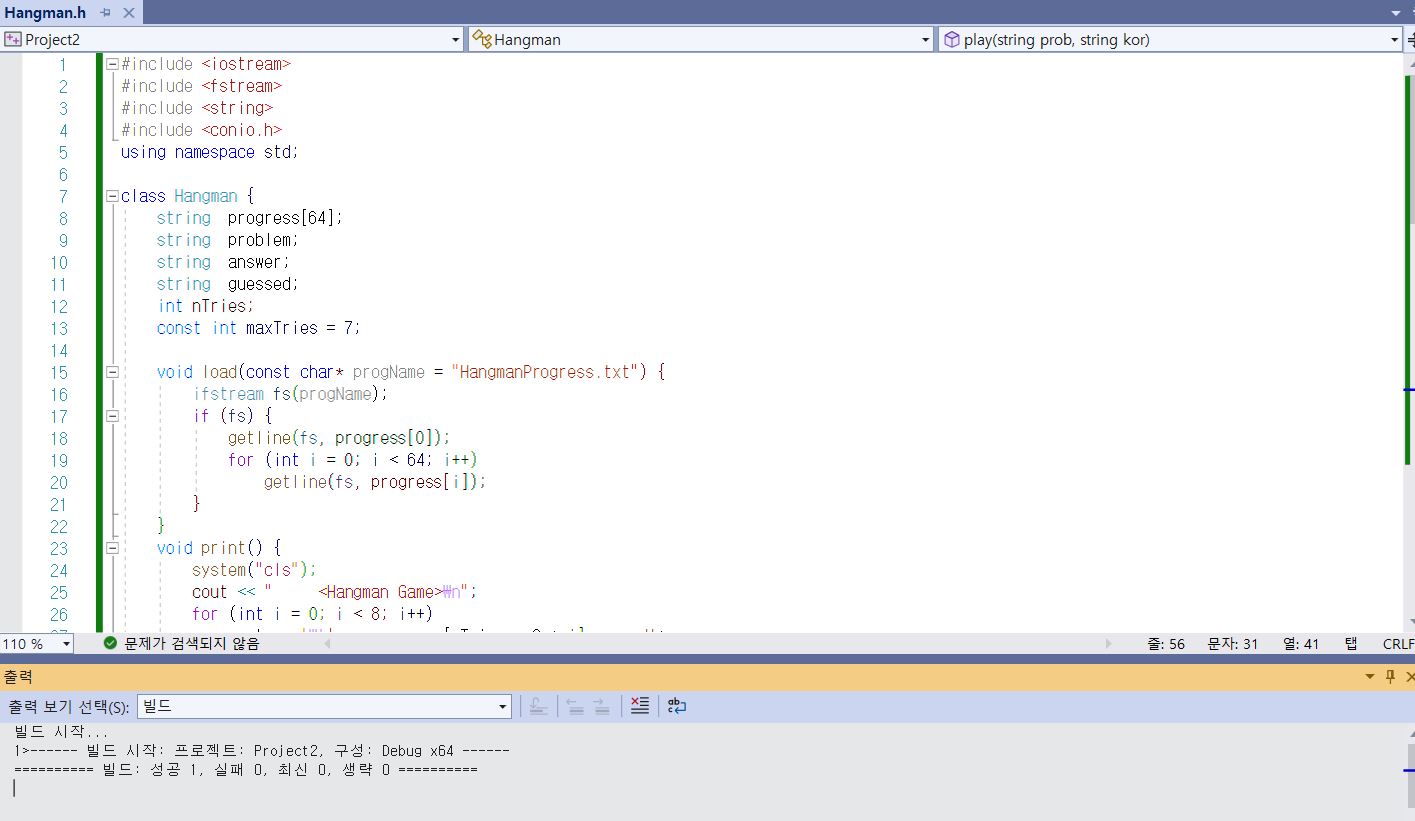 Hangman.h
Project2 Hangman play(string prob, string kor)
1 #include <iostream>
2 #include <fstream>
3 #include <string>
4 #include <conio.h>
5 using namespace std;
6
7 class Hangman {
8 string progress[64];
9 string problem;
10 string answer;
11 string guessed;
12 int nTries;
13 const int maxTries = 7;
14
15 void load(const char* progName = "HangmanProgress.txt") {
16 ifstream fs(progName);
17 if (fs) {
18 getline(fs, progress[0]);
19 for (int i = 0; i < 64; i++)
20 getline(fs, progress[i]);
21 }
22 }
23 void print() {
24 system("cls");
25 cout << "     <Hangman Game>₩n";
26 for (int i = 0; i < 8; i++)
110 % 문제가 검색되지 않음 줄: 56 문자: 31 열: 41 탭 CRLF
출력
출력 보기 선택(S): 빌드
빌드 시작...
1>------ 빌드 시작: 프로젝트: Project2, 구성: Debug x64 ------
========== 빌드: 성공 1, 실패 0, 최신 0, 생략 0 ==========